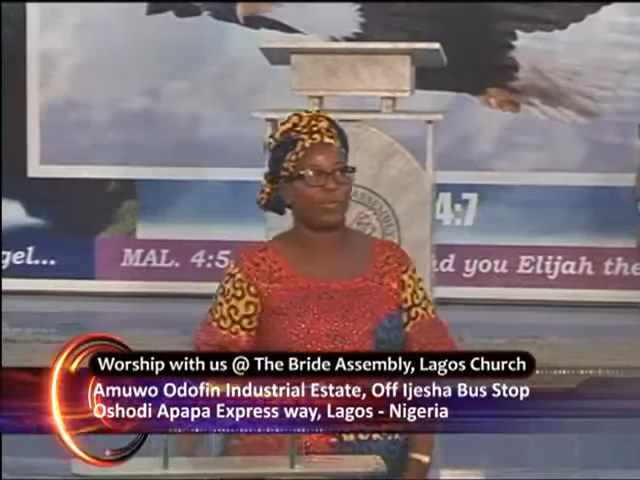 4:7
gel...
MAL. 4:5
d you Elijah the
Worship with us @ The Bride Assembly, Lagos Church
Amuwo Odofin Industrial Estate, Off Ijesha Bus Stop
Oshodi Apapa Express way, Lagos - Nigeria